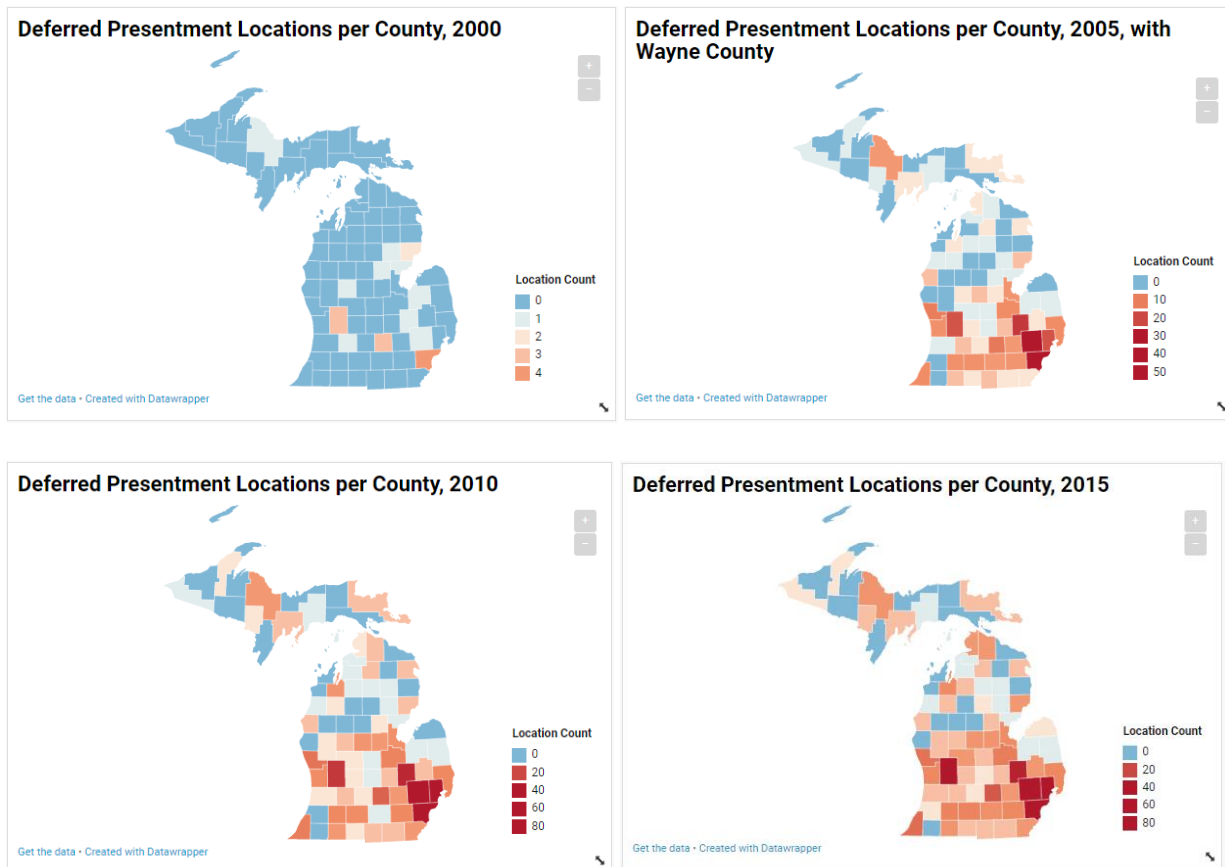 Deferred Presentment Locations per County, 2000
+
−
Location Count
0
1
2
3
4
Get the data • Created with Datawrapper
Deferred Presentment Locations per County, 2005, with
Wayne County
+
−
Location Count
0
10
20
30
40
50
Get the data • Created with Datawrapper
Deferred Presentment Locations per County, 2010
+
−
Location Count
0
20
40
60
80
Get the data • Created with Datawrapper
Deferred Presentment Locations per County, 2015
+
−
Location Count
0
20
40
60
80
Get the data • Created with Datawrapper